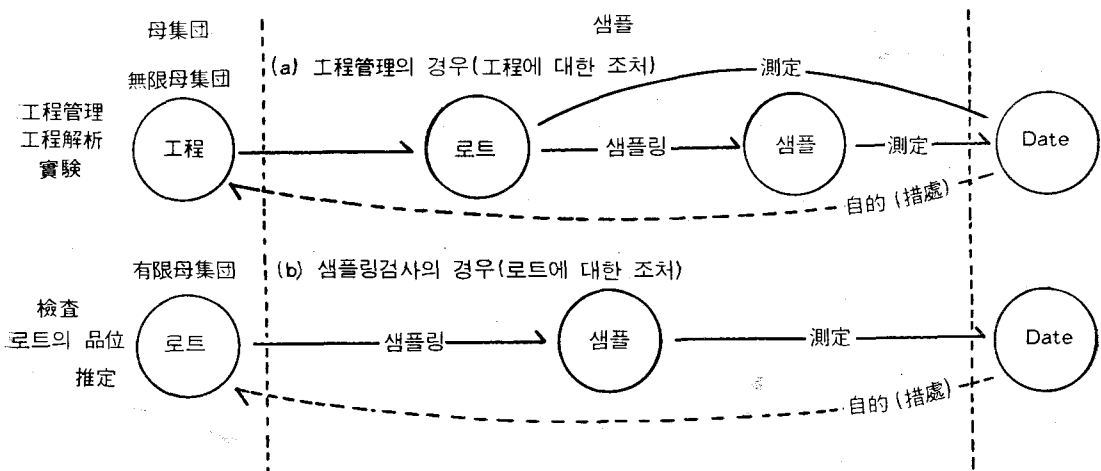 母集団
샘플
無限母集団
(a) 工程管理의 경우(工程에 대한 조처)
測定
工程管理
工程解析
實驗
工程
로트
샘플링
샘플
測定
Date
自的 (措處)
有限母集団
(b) 샘플링검사의 경우(로트에 대한 조처)
檢査
로트의 品位
推定
로트
샘플링
샘플
測定
Date
自的 (措處)